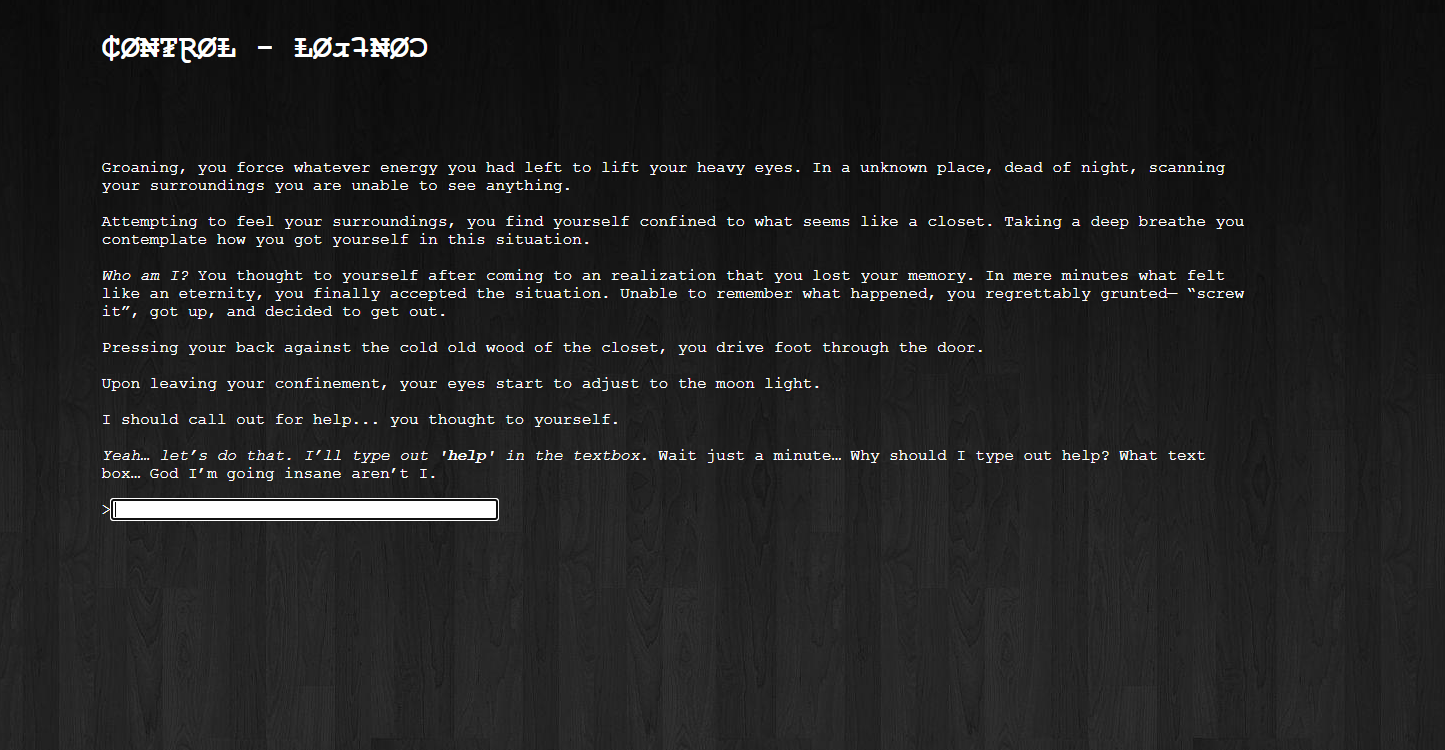 ₵Ø₦₮ⱤØⱠ - ⱠØɹʇ₦ØƆ
Groaning, you force whatever energy you had left to lift your heavy eyes. In a unknown place, dead of night, scanning
your surroundings you are unable to see anything.
Attempting to feel your surroundings, you find yourself confined to what seems like a closet. Taking a deep breathe you
contemplate how you got yourself in this situation.
Who am I? You thought to yourself after coming to an realization that you lost your memory. In mere minutes what felt
like an eternity, you finally accepted the situation. Unable to remember what happened, you regrettably grunted— “screw
it”, got up, and decided to get out.
Pressing your back against the cold old wood of the closet, you drive foot through the door.
Upon leaving your confinement, your eyes start to adjust to the moon light.
I should call out for help... you thought to yourself.
Yeah… let’s do that. I’ll type out 'help' in the textbox. Wait just a minute… Why should I type out help? What text
box… God I’m going insane aren’t I.
>